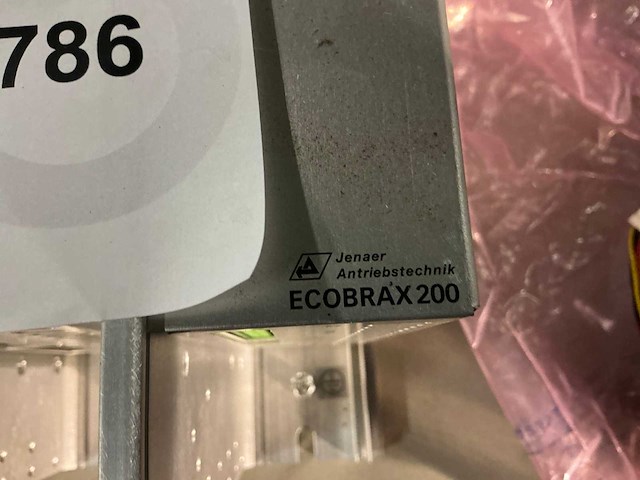 786
Jenaer
Antriebstechnik
ECOBRAX 200